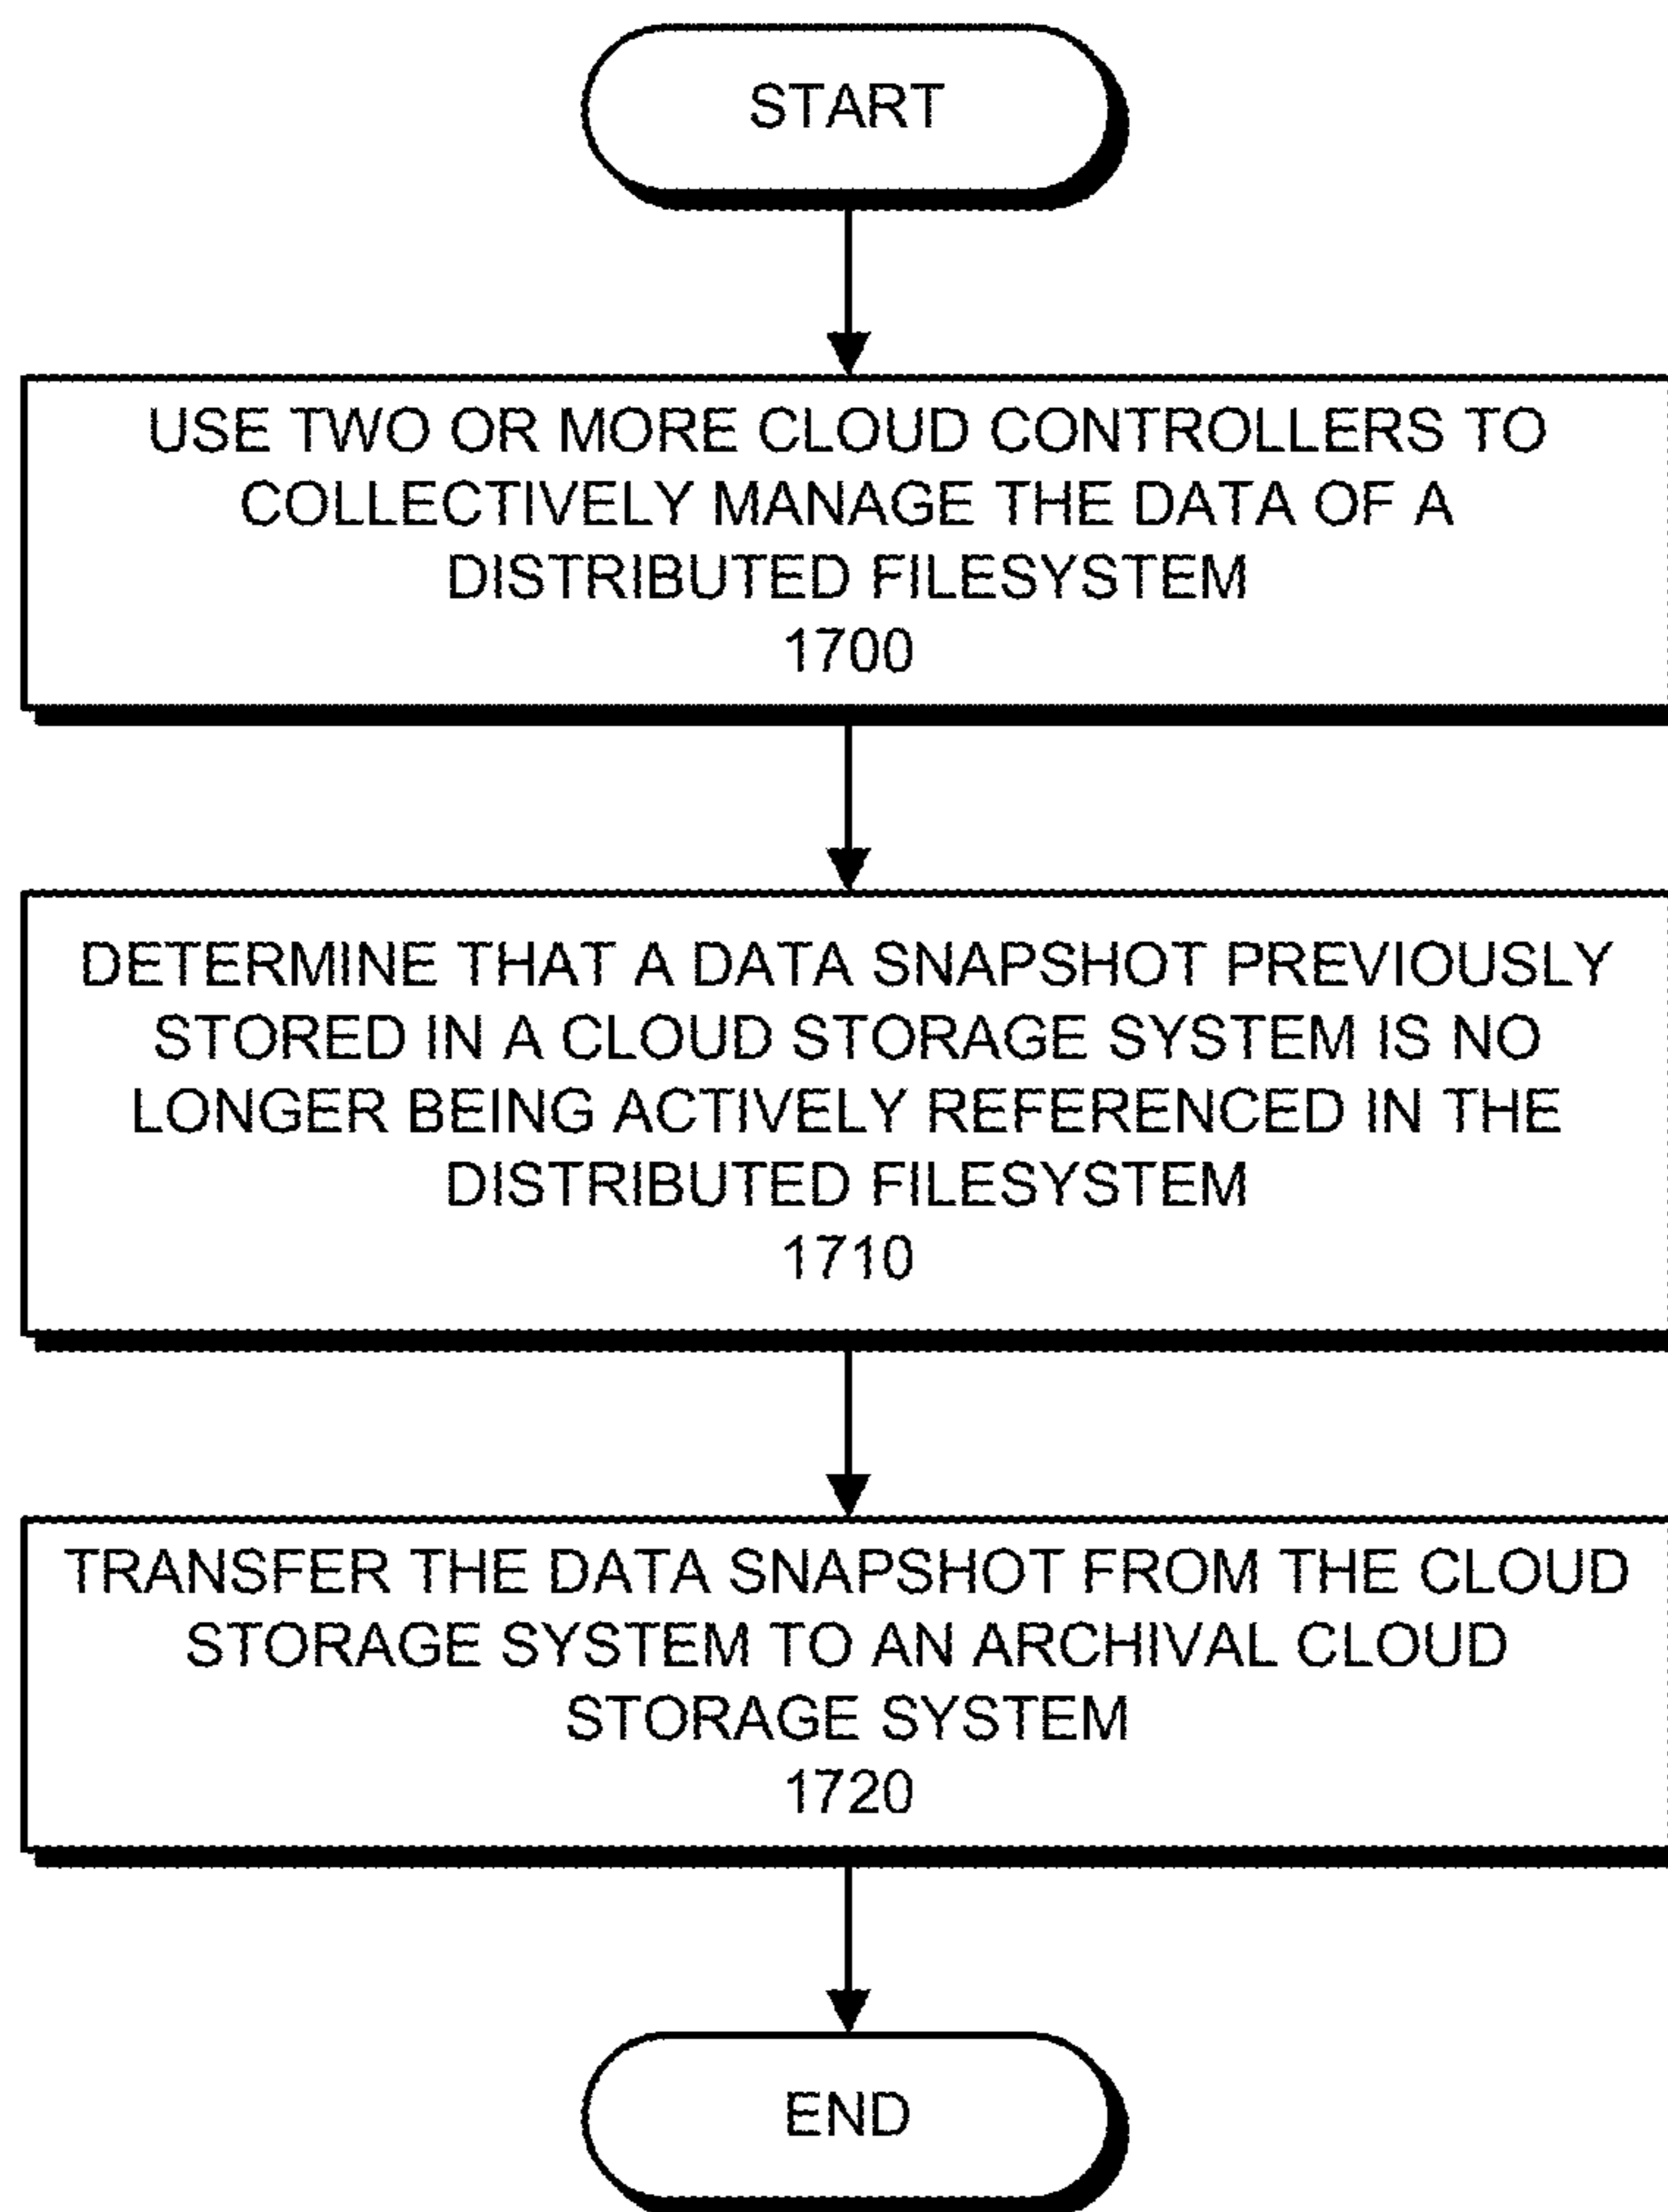 START
USE TWO OR MORE CLOUD CONTROLLERS TO
COLLECTIVELY MANAGE THE DATA OF A
DISTRIBUTED FILESYSTEM
1700
DETERMINE THAT A DATA SNAPSHOT PREVIOUSLY
STORED IN A CLOUD STORAGE SYSTEM IS NO
LONGER BEING ACTIVELY REFERENCED IN THE
DISTRIBUTED FILESYSTEM
1710
TRANSFER THE DATA SNAPSHOT FROM THE CLOUD
STORAGE SYSTEM TO AN ARCHIVAL CLOUD
STORAGE SYSTEM
1720
END